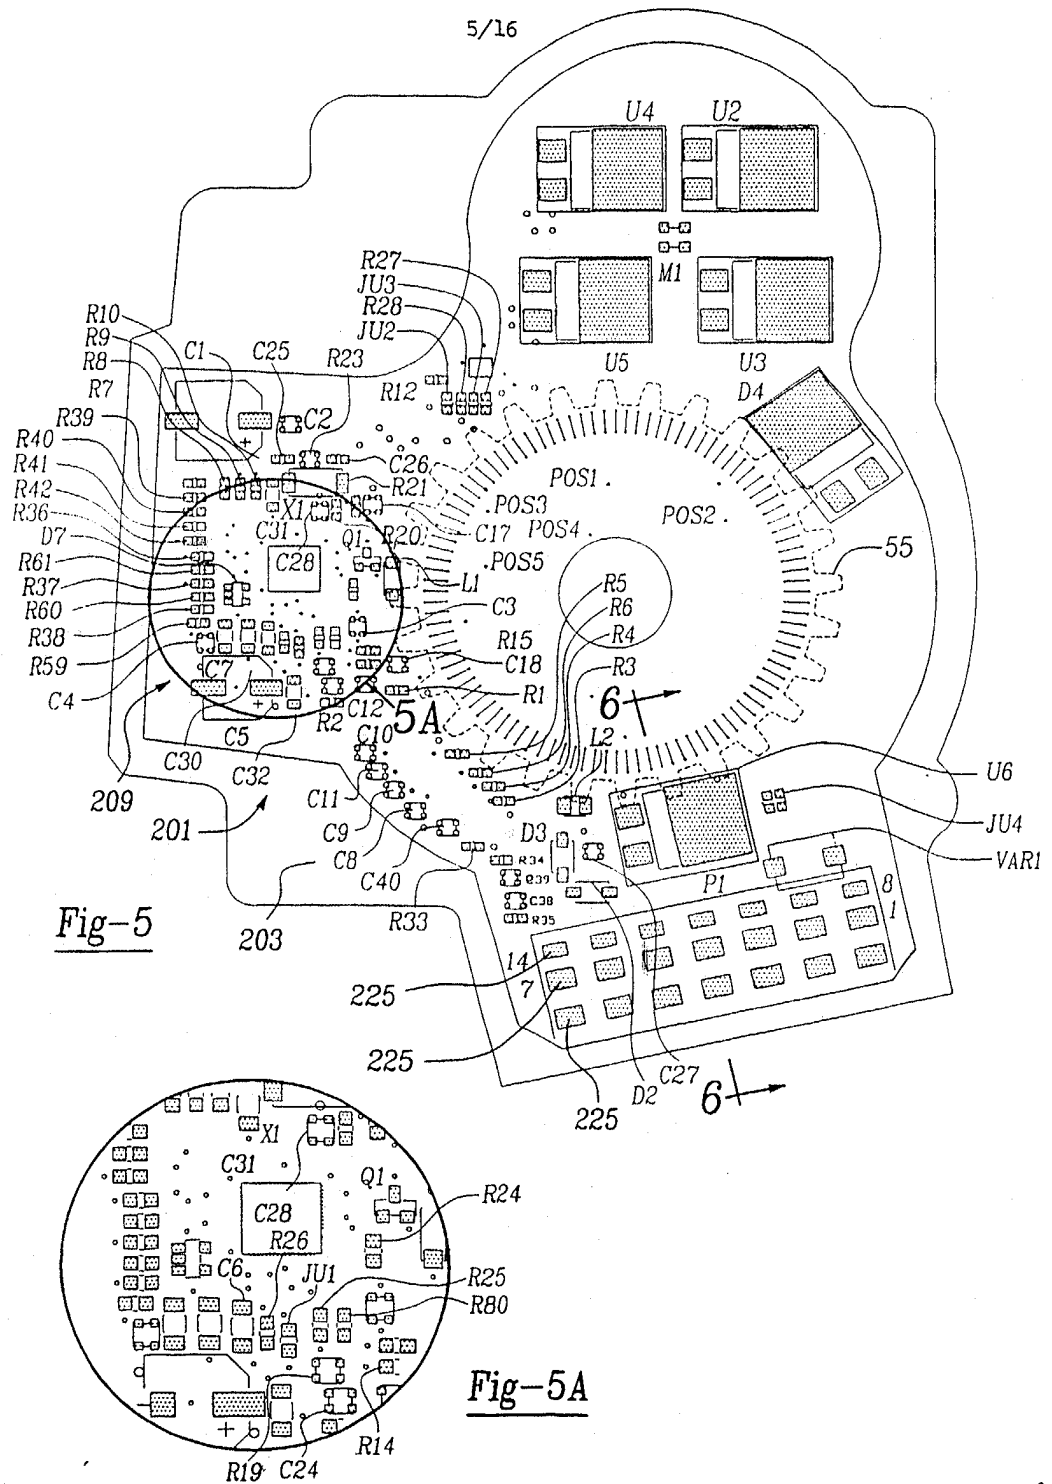 5/16
U4
U2
M1
R27
JU3
R28
JU2
U5
U3
D4
R10
R9
R8
C1
C25
R23
R12
R7
C2
R39
R40
R41
R42
R36
D7
R61
R37
R60
R38
R59
C4
C26
R21
X1
C31
R20
C17
Q1
C28
L1
C3
POS1
POS3
POS4
POS2
POS5
55
R5
R6
R4
R3
R15
C18
R1
C7
R2
C12
5A
C5
C30
C32
C10
6
L2
209
201
C11
C9
C8
C40
U6
JU4
VAR1
D3
R34
R39
C38
R35
P1
8
1
R33
203
Fig-5
14
7
225
225
225
D2
C27
6
X1
C31
Q1
C28
R24
R26
C6
JU1
R25
R80
R14
R19
C24
Fig-5A